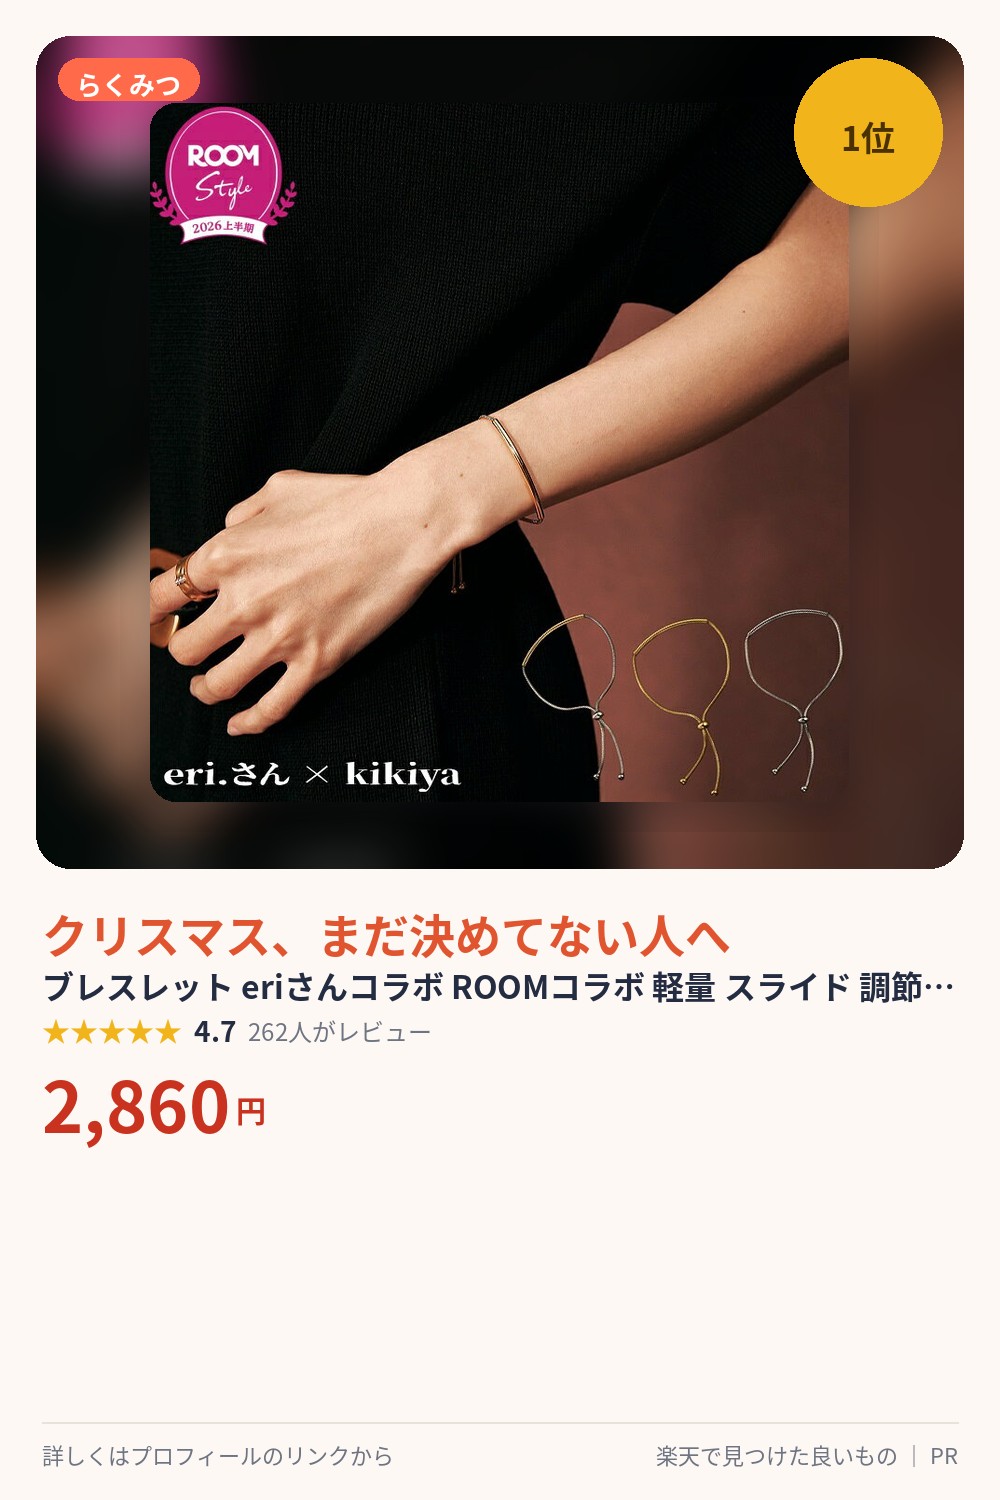 らくみつ
1位
ROOM
Style
2026上半期
eri.さん × kikiya
クリスマス、まだ決めてない人へ
ブレスレット eriさんコラボ ROOMコラボ 軽量 スライド 調節…
★★★★★ 4.7 262人がレビュー
2,860円
詳しくはプロフィールのリンクから
楽天で見つけた良いもの | PR